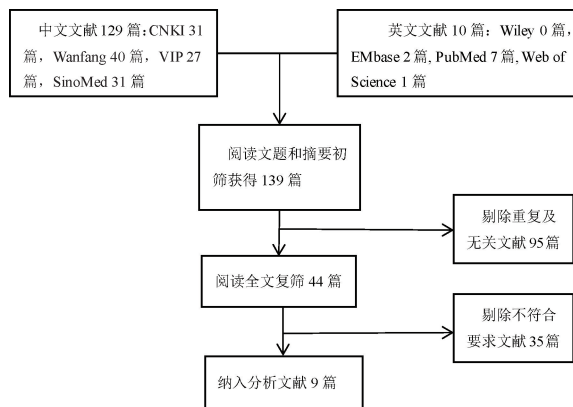 中文文献 129 篇：CNKI 31
篇，Wanfang 40 篇，VIP 27
篇，SinoMed 31 篇
英文文献 10 篇：Wiley 0 篇，
EMbase 2 篇, PubMed 7 篇, Web of
Science 1 篇
阅读文题和摘要初
筛获得 139 篇
剔除重复及
无关文献 95 篇
阅读全文复筛 44 篇
剔除不符合
要求文献 35 篇
纳入分析文献 9 篇